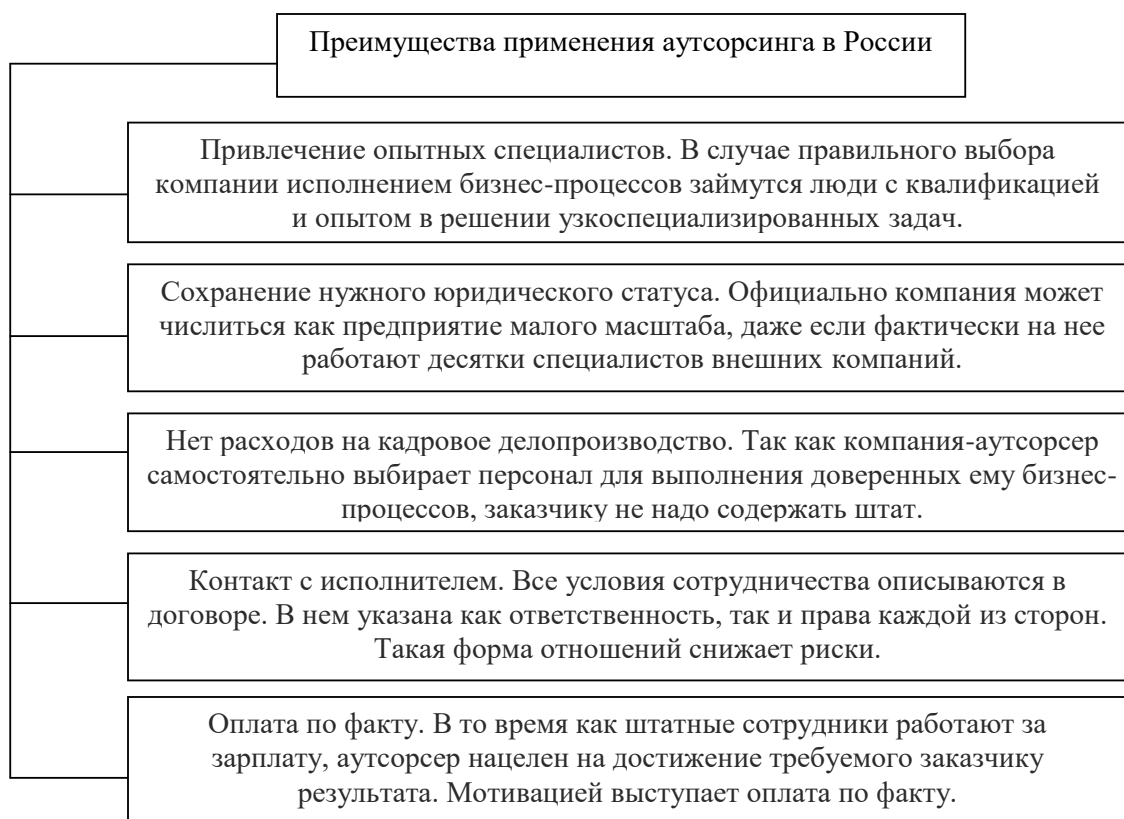 Преимущества применения аутсорсинга в России
Привлечение опытных специалистов. В случае правильного выбора
компании исполнением бизнес-процессов займутся люди с квалификацией
и опытом в решении узкоспециализированных задач.
Сохранение нужного юридического статуса. Официально компания может
числиться как предприятие малого масштаба, даже если фактически на нее
работают десятки специалистов внешних компаний.
Нет расходов на кадровое делопроизводство. Так как компания-аутсорсер
самостоятельно выбирает персонал для выполнения доверенных ему бизнес-
процессов, заказчику не надо содержать штат.
Контакт с исполнителем. Все условия сотрудничества описываются в
договоре. В нем указана как ответственность, так и права каждой из сторон.
Такая форма отношений снижает риски.
Оплата по факту. В то время как штатные сотрудники работают за
зарплату, аутсорсер нацелен на достижение требуемого заказчику
результата. Мотивацией выступает оплата по факту.